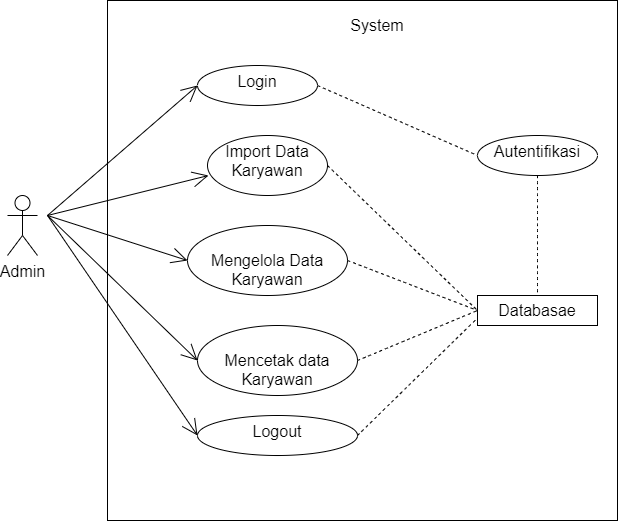 System
Login
Import Data
Karyawan
Autentifikasi
Admin
Mengelola Data
Karyawan
Databasae
Mencetak data
Karyawan
Logout